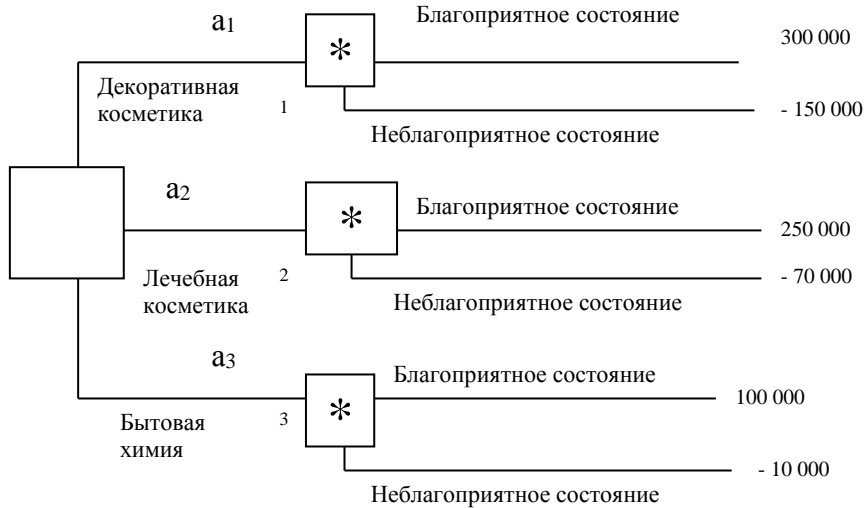 a1
Благоприятное состояние
300 000
*
Декоративная
косметика
1
- 150 000
Неблагоприятное состояние
a2
Благоприятное состояние
*
250 000
Лечебная
косметика
2
- 70 000
Неблагоприятное состояние
a3
Благоприятное состояние
100 000
*
Бытовая
химия
3
- 10 000
Неблагоприятное состояние